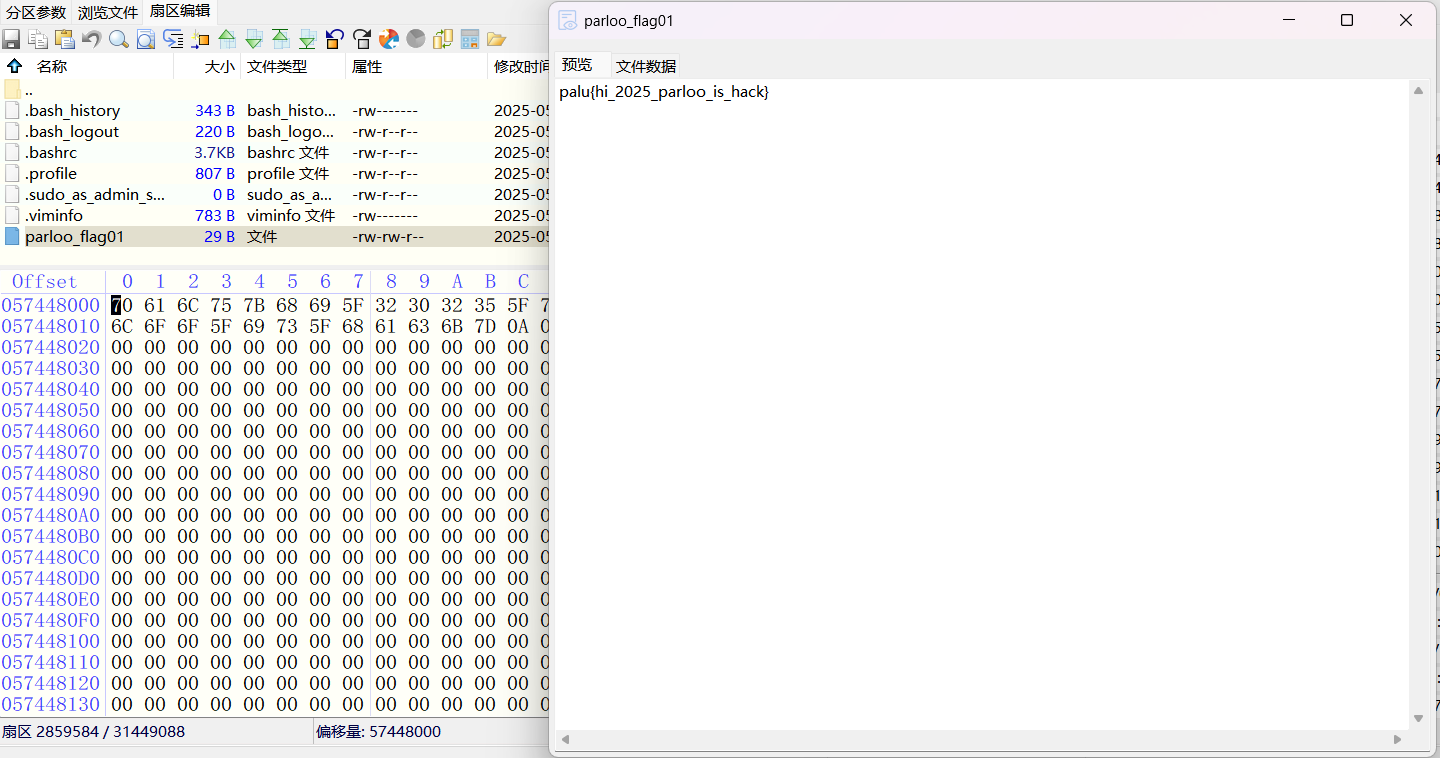 分区参数 浏览文件 扇区编辑
名称 大小 文件类型 属性 修改时间
..
.bash_history 343 B bash_histo... -rw------- 2025-05
.bash_logout 220 B bash_logo... -rw-r--r-- 2025-05
.bashrc 3.7KB bashrc 文件 -rw-r--r-- 2025-05
.profile 807 B profile 文件 -rw-r--r-- 2025-05
.sudo_as_admin_s... 0 B sudo_as_a... -rw-r--r-- 2025-05
.viminfo 783 B viminfo 文件 -rw------- 2025-05
parloo_flag01 29 B 文件 -rw-rw-r-- 2025-05
Offset 0 1 2 3 4 5 6 7 8 9 A B C
057448000 70 61 6C 75 7B 68 69 5F 32 30 32 35 5F 7
057448010 6C 6F 6F 5F 69 73 5F 68 61 63 6B 7D 0A 0
057448020 00 00 00 00 00 00 00 00 00 00 00 00 00 0
057448030 00 00 00 00 00 00 00 00 00 00 00 00 00 0
057448040 00 00 00 00 00 00 00 00 00 00 00 00 00 0
057448050 00 00 00 00 00 00 00 00 00 00 00 00 00 0
057448060 00 00 00 00 00 00 00 00 00 00 00 00 00 0
057448070 00 00 00 00 00 00 00 00 00 00 00 00 00 0
057448080 00 00 00 00 00 00 00 00 00 00 00 00 00 0
057448090 00 00 00 00 00 00 00 00 00 00 00 00 00 0
0574480A0 00 00 00 00 00 00 00 00 00 00 00 00 00 0
0574480B0 00 00 00 00 00 00 00 00 00 00 00 00 00 0
0574480C0 00 00 00 00 00 00 00 00 00 00 00 00 00 0
0574480D0 00 00 00 00 00 00 00 00 00 00 00 00 00 0
0574480E0 00 00 00 00 00 00 00 00 00 00 00 00 00 0
0574480F0 00 00 00 00 00 00 00 00 00 00 00 00 00 0
057448100 00 00 00 00 00 00 00 00 00 00 00 00 00 0
057448110 00 00 00 00 00 00 00 00 00 00 00 00 00 0
057448120 00 00 00 00 00 00 00 00 00 00 00 00 00 0
057448130 00 00 00 00 00 00 00 00 00 00 00 00 00 0
扇区 2859584 / 31449088 偏移量: 57448000
parloo_flag01
预览 文件数据
palu{hi_2025_parloo_is_hack}